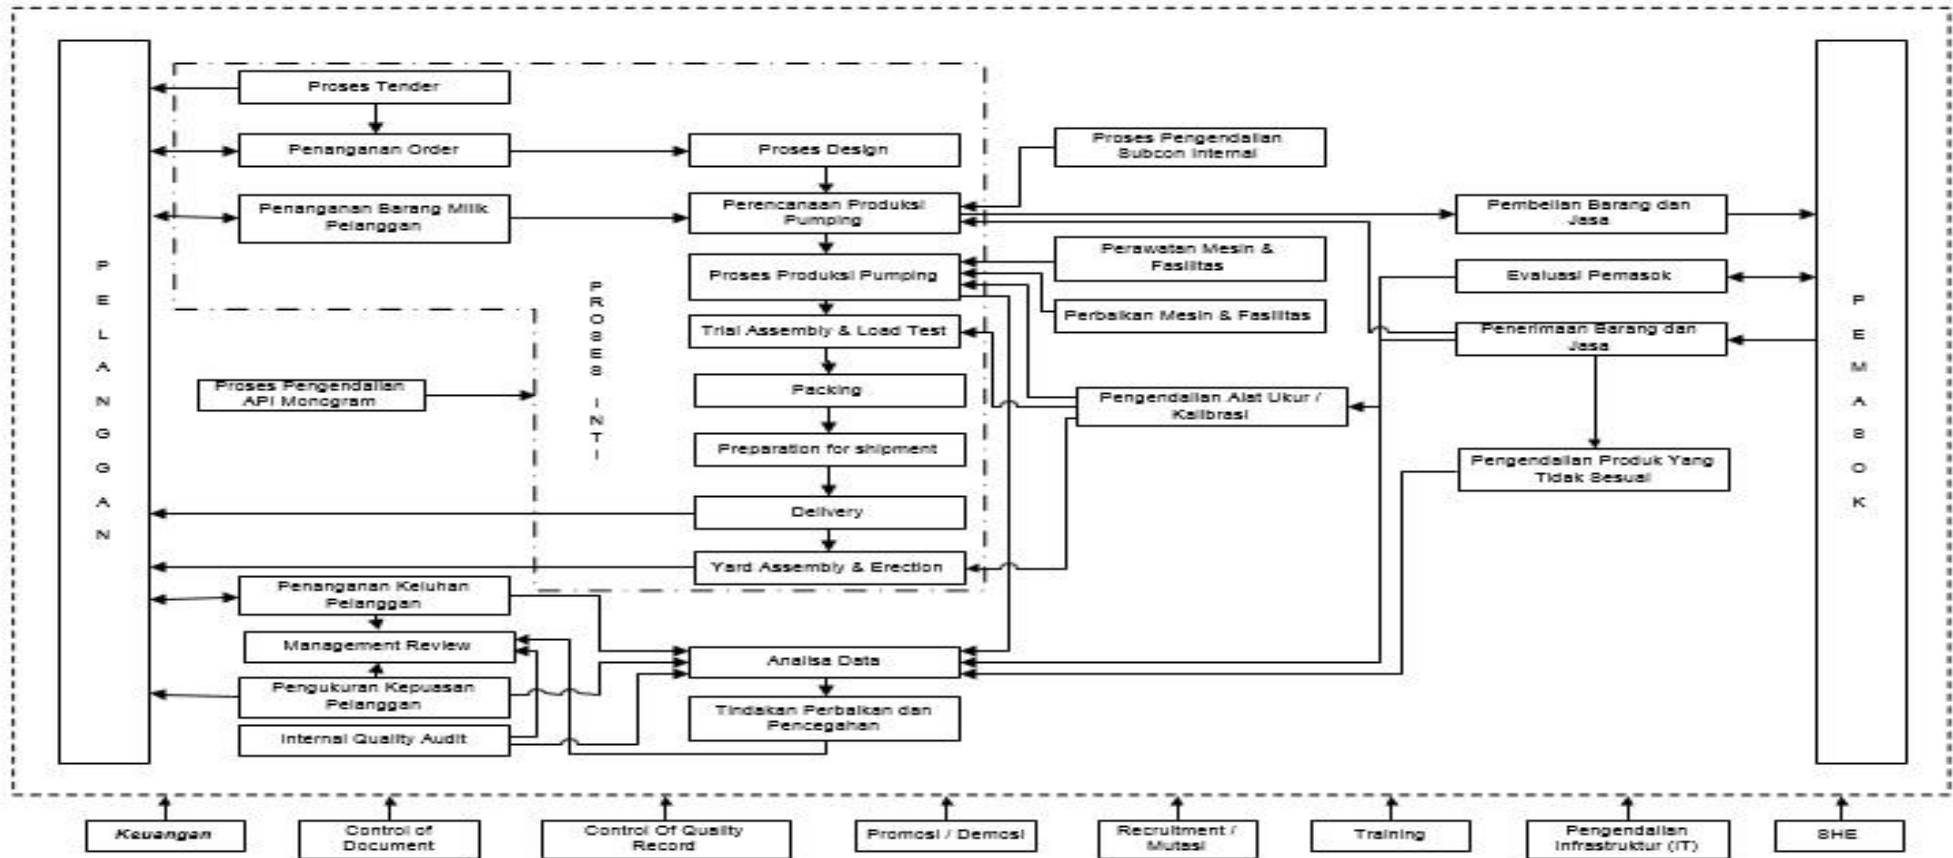 Proses Tender
Penanganan Order
Proses Design
Proses Pengendalian
Subcon Internal
Penanganan Barang Milik
Pelanggan
Perencanaan Produksi
Pumping
Pembelian Barang dan
Jasa
Perawatan Mesin &
Fasilitas
Proses Produksi Pumping
Evaluasi Pemasok
Perbaikan Mesin & Fasilitas
Trial Assembly & Load Test
Penerimaan Barang dan
Jasa
PELANGGAN
PROSES INTI
PEMASOK
Proses Pengendalian
API Monogram
Packing
Pengendalian Alat Ukur /
Kalibrasi
Preparation for shipment
Pengendalian Produk Yang
Tidak Sesuai
Delivery
Yard Assembly & Erection
Penanganan Keluhan
Pelanggan
Management Review
Analisa Data
Pengukuran Kepuasan
Pelanggan
Tindakan Perbaikan dan
Pencegahan
Internal Quality Audit
Keuangan
Control of
Document
Control Of Quality
Record
Promosi / Demosi
Recruitment /
Mutasi
Training
Pengendalian
Infrastruktur (IT)
SHE